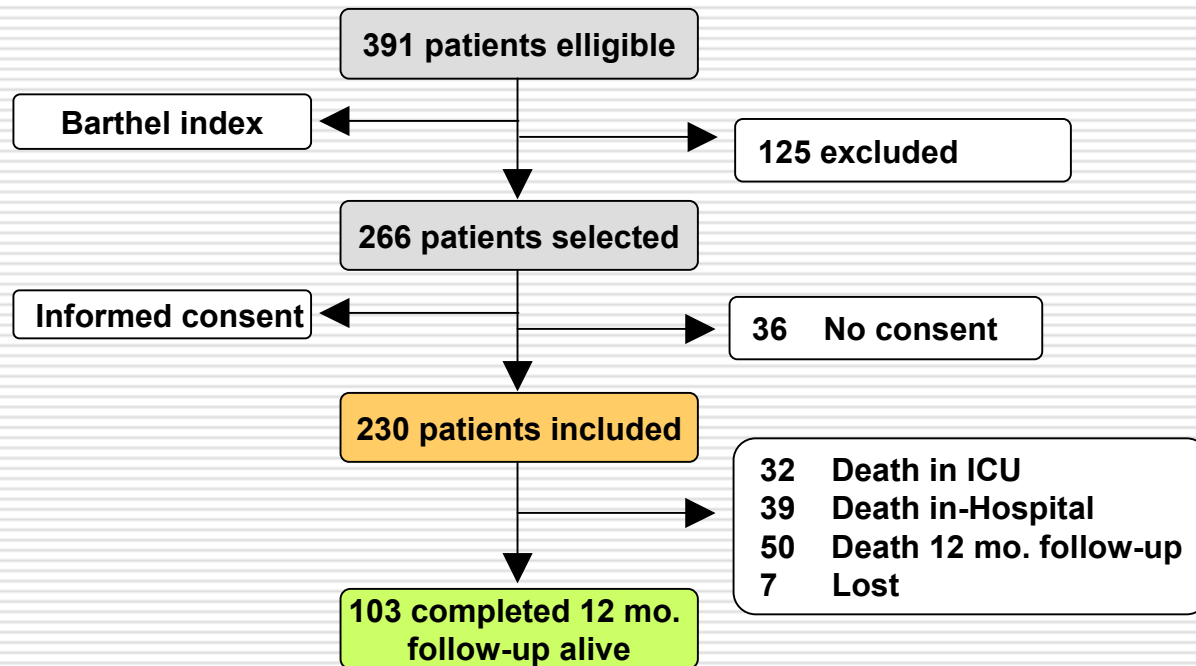 391 patients elligible
Barthel index
125 excluded
266 patients selected
Informed consent
36 No consent
230 patients included
32 Death in ICU
39 Death in-Hospital
50 Death 12 mo. follow-up
7 Lost
103 completed 12 mo.
follow-up alive